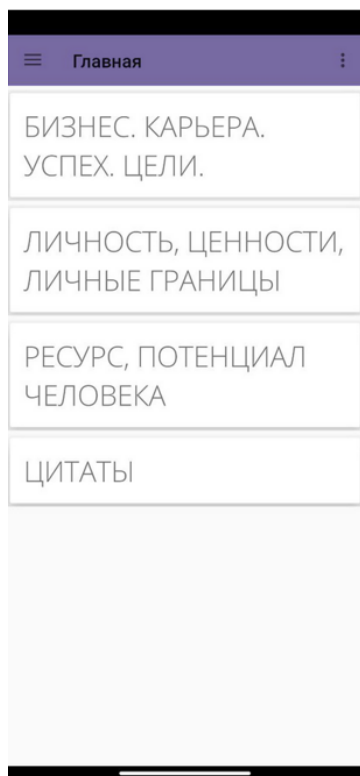 Главная
БИЗНЕС. КАРЬЕРА.
УСПЕХ. ЦЕЛИ.
ЛИЧНОСТЬ, ЦЕННОСТИ,
ЛИЧНЫЕ ГРАНИЦЫ
РЕСУРС, ПОТЕНЦИАЛ
ЧЕЛОВЕКА
ЦИТАТЫ